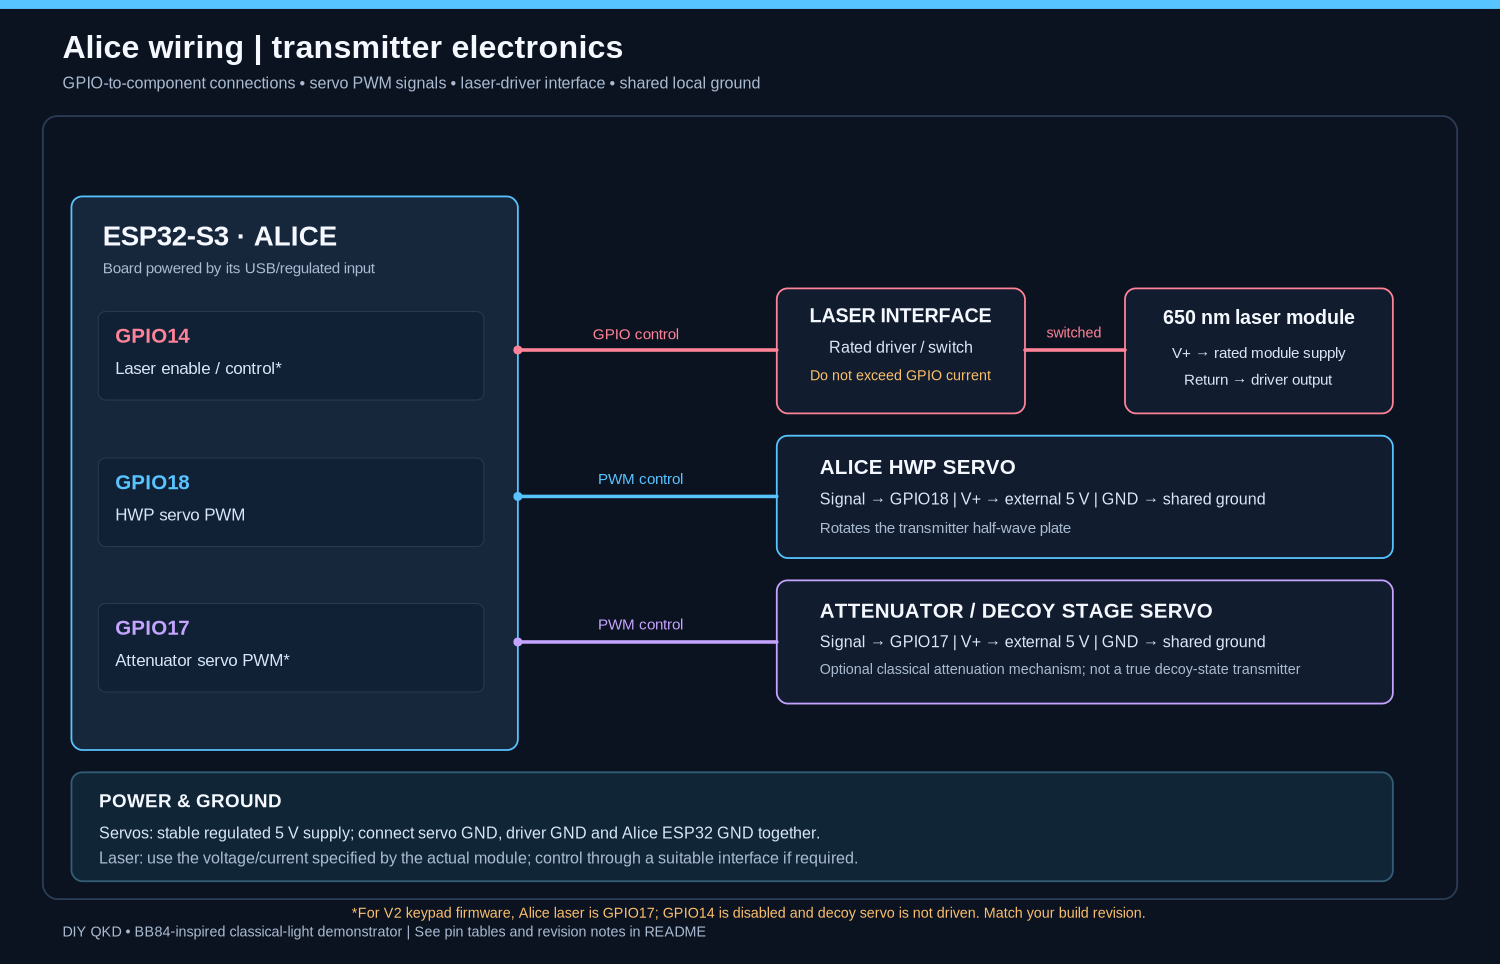 Alice wiring | transmitter electronics
GPIO-to-component connections • servo PWM signals • laser-driver interface • shared local ground
ESP32-S3 · ALICE
Board powered by its USB/regulated input
GPIO14
Laser enable / control*
GPIO control
LASER INTERFACE
Rated driver / switch
Do not exceed GPIO current
switched
650 nm laser module
V+ → rated module supply
Return → driver output
GPIO18
HWP servo PWM
PWM control
ALICE HWP SERVO
Signal → GPIO18 | V+ → external 5 V | GND → shared ground
Rotates the transmitter half-wave plate
GPIO17
Attenuator servo PWM*
PWM control
ATTENUATOR / DECOY STAGE SERVO
Signal → GPIO17 | V+ → external 5 V | GND → shared ground
Optional classical attenuation mechanism; not a true decoy-state transmitter
POWER & GROUND
Servos: stable regulated 5 V supply; connect servo GND, driver GND and Alice ESP32 GND together.
Laser: use the voltage/current specified by the actual module; control through a suitable interface if required.
*For V2 keypad firmware, Alice laser is GPIO17; GPIO14 is disabled and decoy servo is not driven. Match your build revision.
DIY QKD • BB84-inspired classical-light demonstrator | See pin tables and revision notes in README